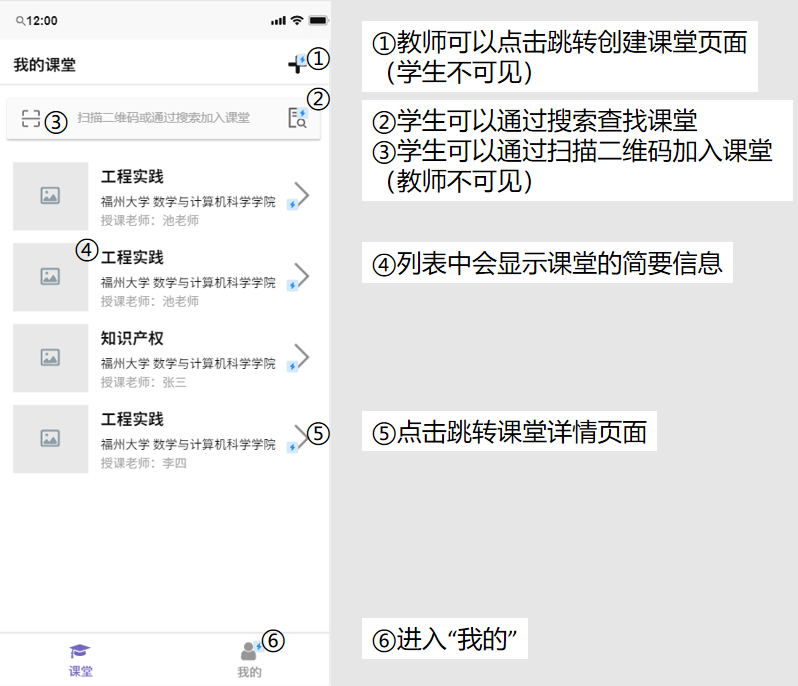 12:00
我的课堂
①
②
③
扫描二维码或通过搜索加入课堂
工程实践
福州大学 数学与计算机科学学院
授课老师：池老师
④
工程实践
福州大学 数学与计算机科学学院
授课老师：池老师
知识产权
福州大学 数学与计算机科学学院
授课老师：张三
工程实践
福州大学 数学与计算机科学学院
授课老师：李四
⑤
⑥
课堂
我的
①教师可以点击跳转创建课堂页面
（学生不可见）
②学生可以通过搜索查找课堂
③学生可以通过扫描二维码加入课堂
（教师不可见）
④列表中会显示课堂的简要信息
⑤点击跳转课堂详情页面
⑥进入“我的”